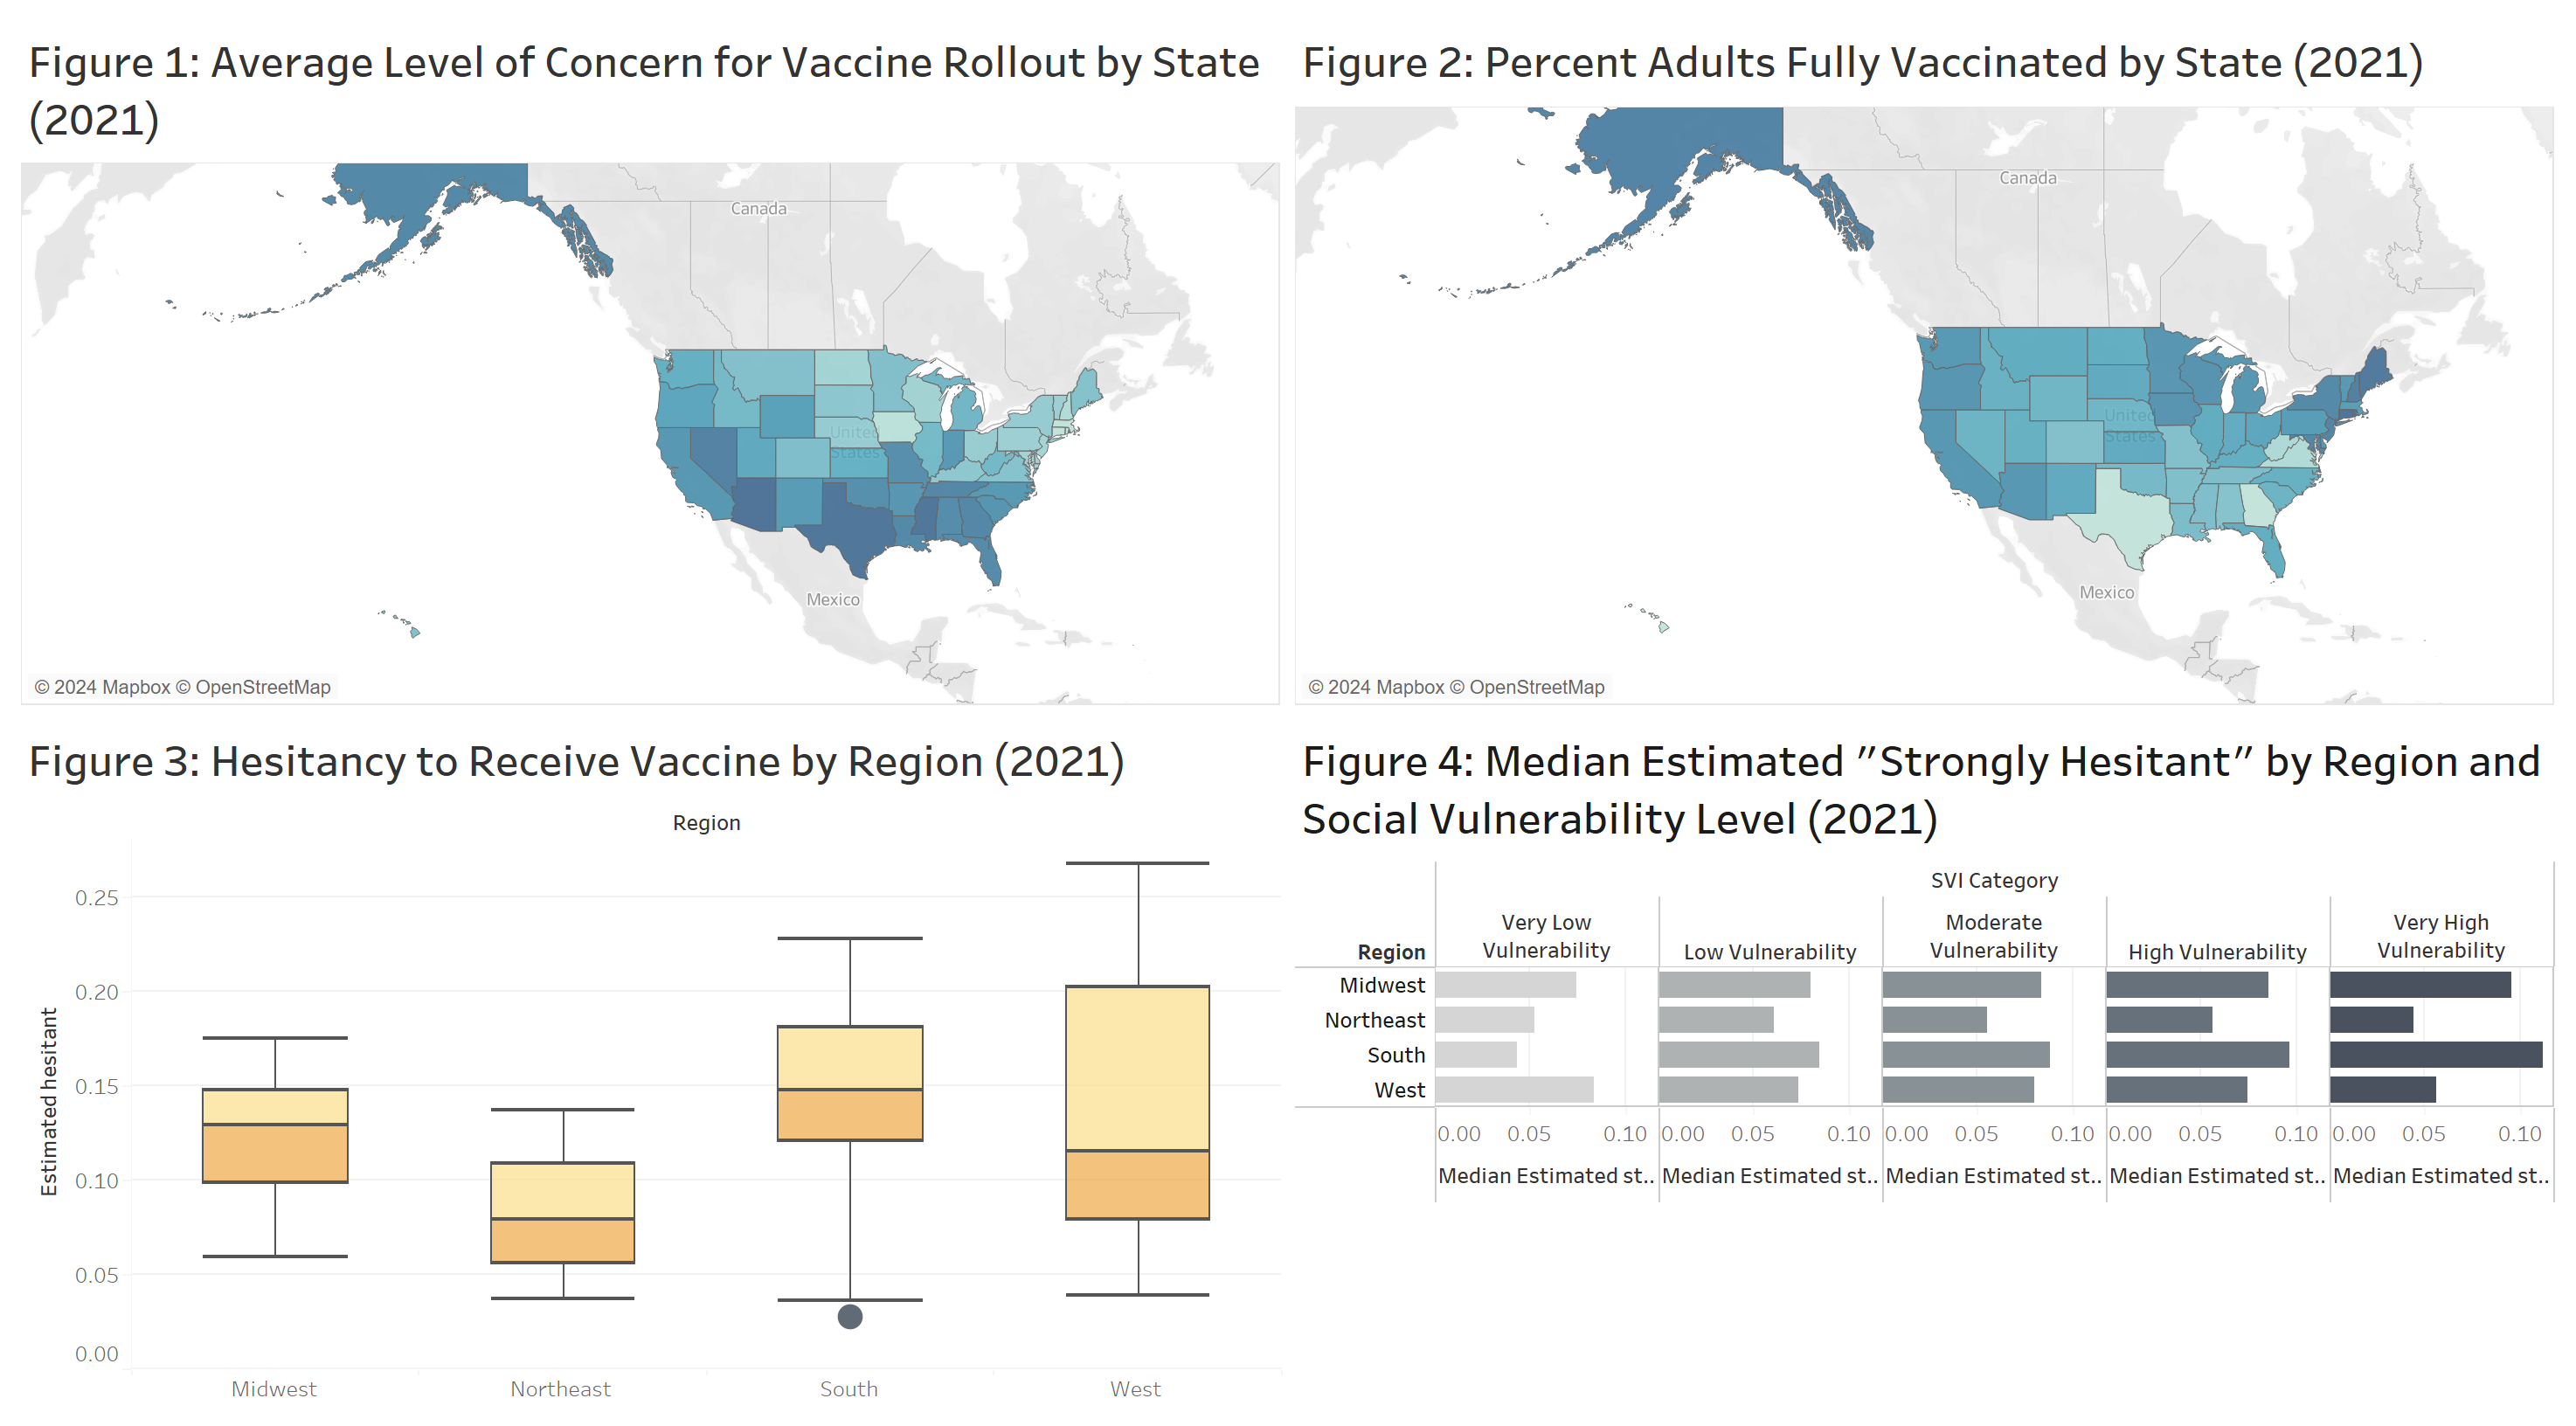 Figure 1: Average Level of Concern for Vaccine Rollout by State
(2021)
Canada
United
States
Mexico
© 2024 Mapbox © OpenStreetMap
Figure 2: Percent Adults Fully Vaccinated by State (2021)
Canada
United
States
Mexico
© 2024 Mapbox © OpenStreetMap
Figure 3: Hesitancy to Receive Vaccine by Region (2021)
Region
Estimated hesitant
0.25
0.20
0.15
0.10
0.05
0.00
Midwest Northeast South West
Figure 4: Median Estimated "Strongly Hesitant" by Region and
Social Vulnerability Level (2021)
SVI Category
Region
Very Low
Vulnerability
Low Vulnerability
Moderate
Vulnerability
High Vulnerability
Very High
Vulnerability
Midwest
Northeast
South
West
0.00 0.05 0.10 0.00 0.05 0.10 0.00 0.05 0.10 0.00 0.05 0.10 0.00 0.05 0.10
Median Estimated st.. Median Estimated st.. Median Estimated st.. Median Estimated st.. Median Estimated st..